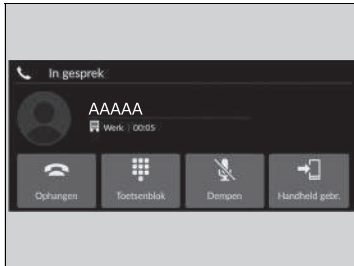 In gesprek
AAAAA
Werk | 00:05
Ophangen Toetsenblok Dempen Handheld gebr.